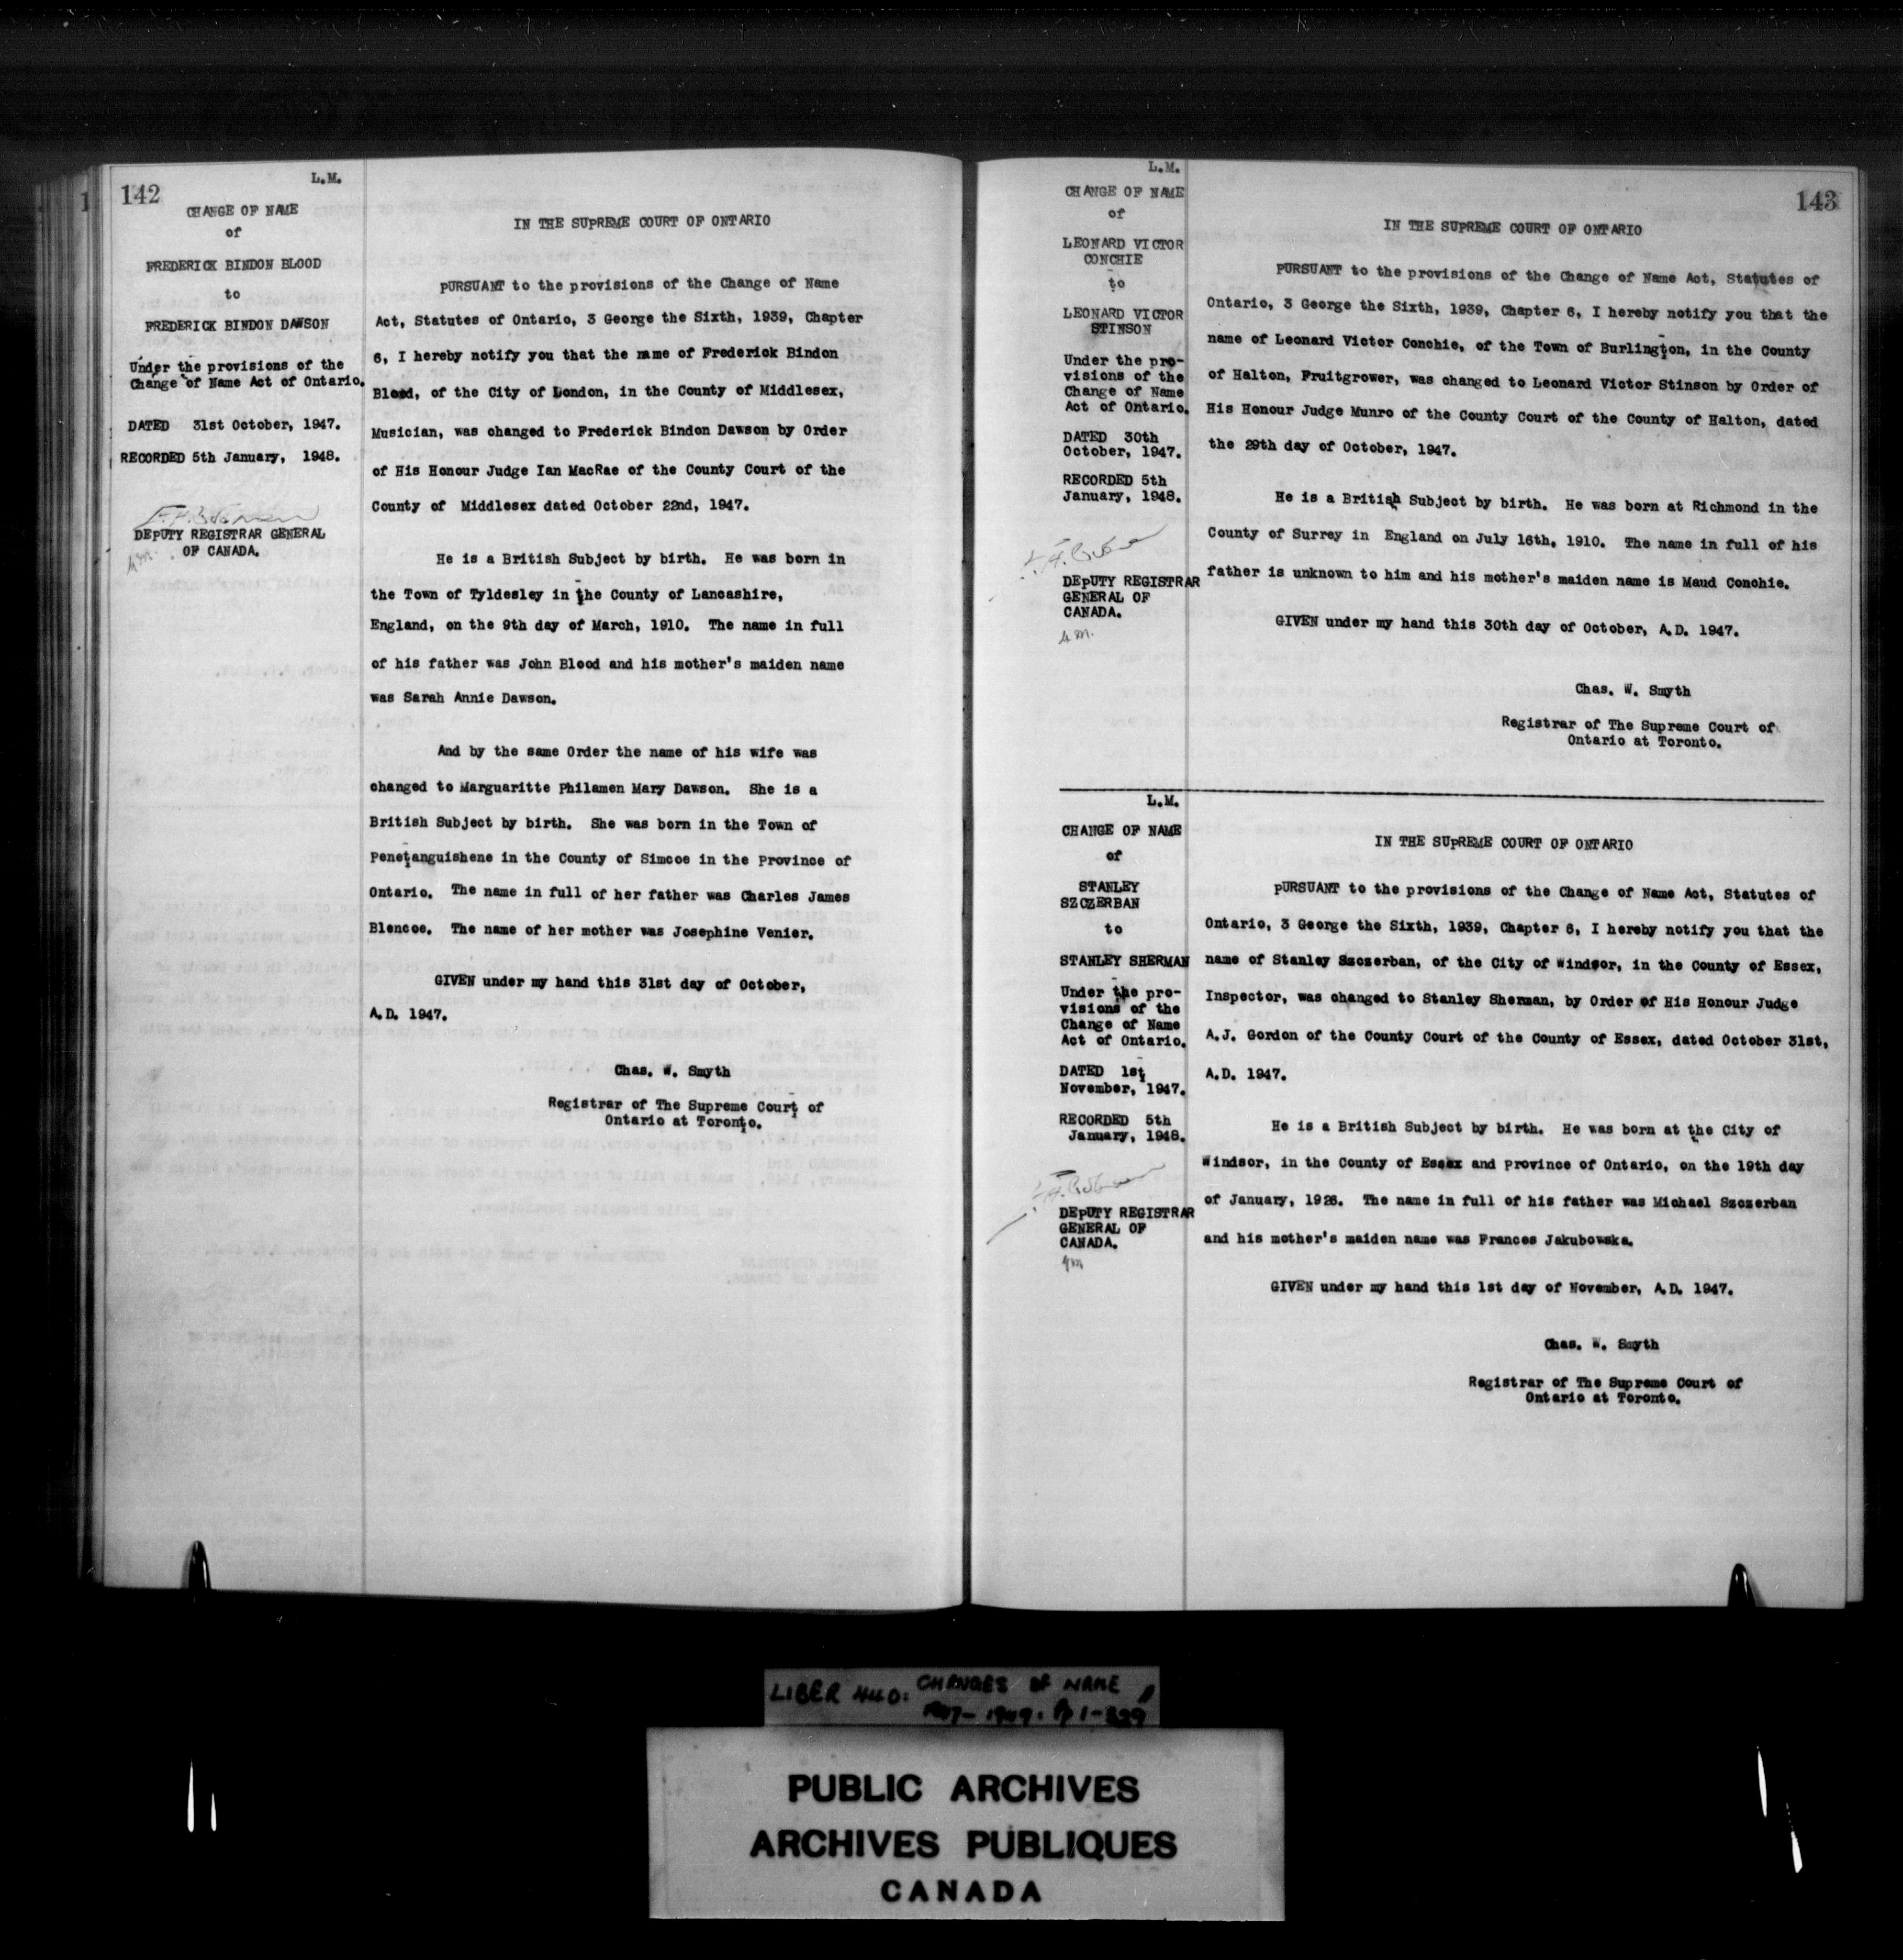 142
L.M.
CHANGE OF NAME
of
FREDERICK BINDON BLOOD
to
FREDERICK BINDON DAWSON
Under the provisions of the
Change of Name Act of Ontario.
DATED 31st October, 1947.
RECORDED 5th January, 1948.
DEPUTY REGISTRAR GENERAL
OF CANADA.
IN THE SUPREME COURT OF ONTARIO
PURSUANT to the provisions of the Change of Name
Act, Statutes of Ontario, 3 George the Sixth, 1939, Chapter
6, I hereby notify you that the name of Frederick Bindon
Blood, of the City of London, in the County of Middlesex,
Musician, was changed to Frederick Bindon Dawson by Order
of His Honour Judge Ian MacRae of the County Court of the
County of Middlesex dated October 22nd, 1947.
He is a British Subject by birth. He was born in
the Town of Tyldesley in the County of Lancashire,
England, on the 9th day of March, 1910. The name in full
of his father was John Blood and his mother's maiden name
was Sarah Annie Dawson.
And by the same Order the name of his wife was
changed to Marguaritte Philamen Mary Dawson. She is a
British Subject by birth. She was born in the Town of
Penetanguishene in the County of Simcoe in the Province of
Ontario. The name in full of her father was Charles James
Blencoe. The name of her mother was Josephine Venier.
GIVEN under my hand this 31st day of October,
A.D. 1947.
Chas. W. Smyth
Registrar of The Supreme Court of
Ontario at Toronto.
143
L.M.
CHANGE OF NAME
of
LEONARD VICTOR
CONCHIE
to
LEONARD VICTOR
STINSON
Under the pro-
visions of the
Change of Name
Act of Ontario.
DATED 30th
October, 1947.
RECORDED 5th
January, 1948.
DEPUTY REGISTRAR
GENERAL OF
CANADA.
IN THE SUPREME COURT OF ONTARIO
PURSUANT to the provisions of the Change of Name Act, Statutes of
Ontario, 3 George the Sixth, 1939, Chapter 6, I hereby notify you that the
name of Leonard Victor Conchie, of the Town of Burlington, in the County
of Halton, Fruitgrower, was changed to Leonard Victor Stinson by Order of
His Honour Judge Munro of the County Court of the County of Halton, dated
the 29th day of October, 1947.
He is a British Subject by birth. He was born at Richmond in the
County of Surrey in England on July 16th, 1910. The name in full of his
father is unknown to him and his mother's maiden name is Maud Conchie.
GIVEN under my hand this 30th day of October, A.D. 1947.
Chas. W. Smyth
Registrar of The Supreme Court of
Ontario at Toronto.
L.M.
CHANGE OF NAME
of
STANLEY
SZCZERBAN
to
STANLEY SHERMAN
Under the pro-
visions of the
Change of Name
Act of Ontario.
DATED 1st
November, 1947.
RECORDED 5th
January, 1948.
DEPUTY REGISTRAR
GENERAL OF
CANADA.
IN THE SUPREME COURT OF ONTARIO
PURSUANT to the provisions of the Change of Name Act, Statutes of
Ontario, 3 George the Sixth, 1939, Chapter 6, I hereby notify you that the
name of Stanley Szczerban, of the City of Windsor, in the County of Essex,
Inspector, was changed to Stanley Sherman, by Order of His Honour Judge
A.J. Gordon of the County Court of the County of Essex, dated October 31st,
A.D. 1947.
He is a British Subject by birth. He was born at the City of
Windsor, in the County of Essex and Province of Ontario, on the 19th day
of January, 1926. The name in full of his father was Michael Szczerban
and his mother's maiden name was Frances Jakubowska.
GIVEN under my hand this 1st day of November, A.D. 1947.
Chas. W. Smyth
Registrar of The Supreme Court of
Ontario at Toronto.
LIBER 440: CHANGES OF NAME
1947-1949.
PUBLIC ARCHIVES
ARCHIVES PUBLIQUES
CANADA